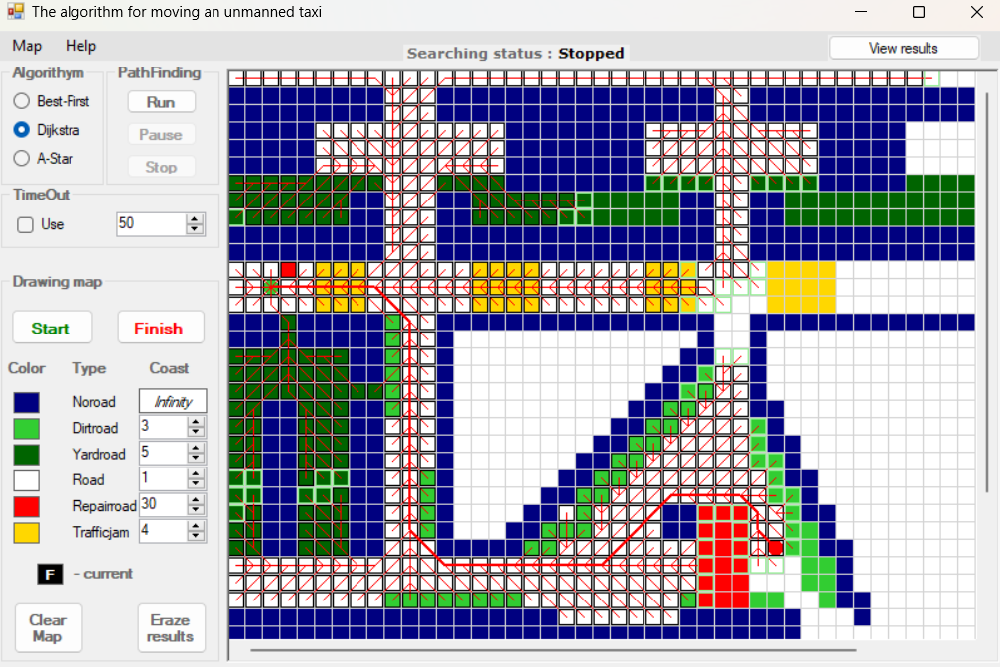 The algorithm for moving an unmanned taxi
Map Help
Searching status : Stopped
View results
Algorithym
Best-First
Dijkstra
A-Star
PathFinding
Run
Pause
Stop
TimeOut
Use
50
Drawing map
Start
Finish
Color Type Coast
Noroad Infinity
Dirtroad 3
Yardroad 5
Road 1
Repairroad 30
Trafficjam 4
F - current
Clear
Map
Eraze
results